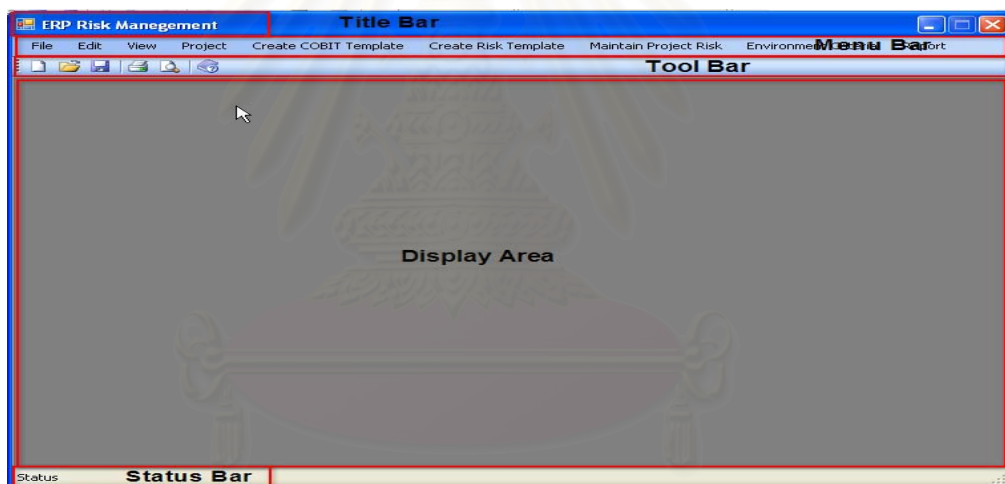 ERP Risk Manegement Title Bar
File Edit View Project Create COBIT Template Create Risk Template Maintain Project Risk Environment Menu Bar
Tool Bar
Display Area
Status Status Bar